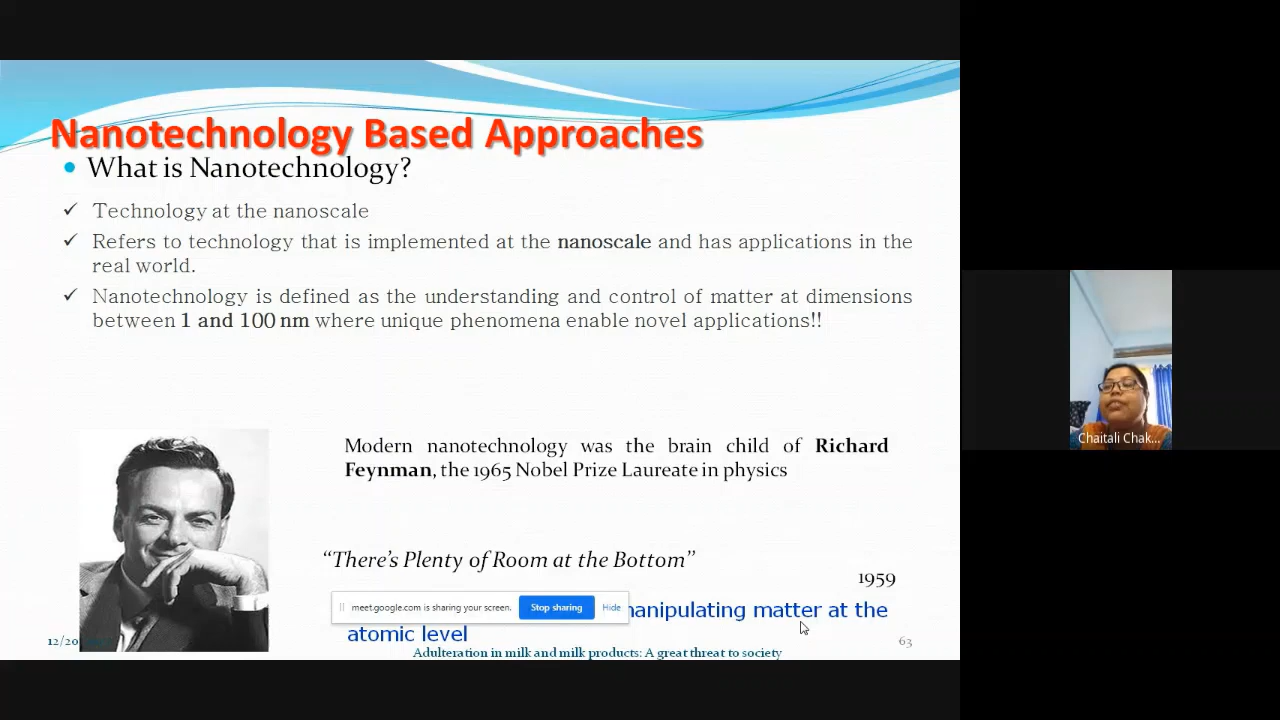 Nanotechnology Based Approaches
• What is Nanotechnology?
✓ Technology at the nanoscale
✓ Refers to technology that is implemented at the nanoscale and has applications in the
real world.
✓ Nanotechnology is defined as the understanding and control of matter at dimensions
between 1 and 100 nm where unique phenomena enable novel applications!!
Modern nanotechnology was the brain child of Richard
Feynman, the 1965 Nobel Prize Laureate in physics
“There’s Plenty of Room at the Bottom”
1959
meet.google.com is sharing your screen. Stop sharing Hide
manipulating matter at the
atomic level
63
Adulteration in milk and milk products: A great threat to society
Chaitali Chak...